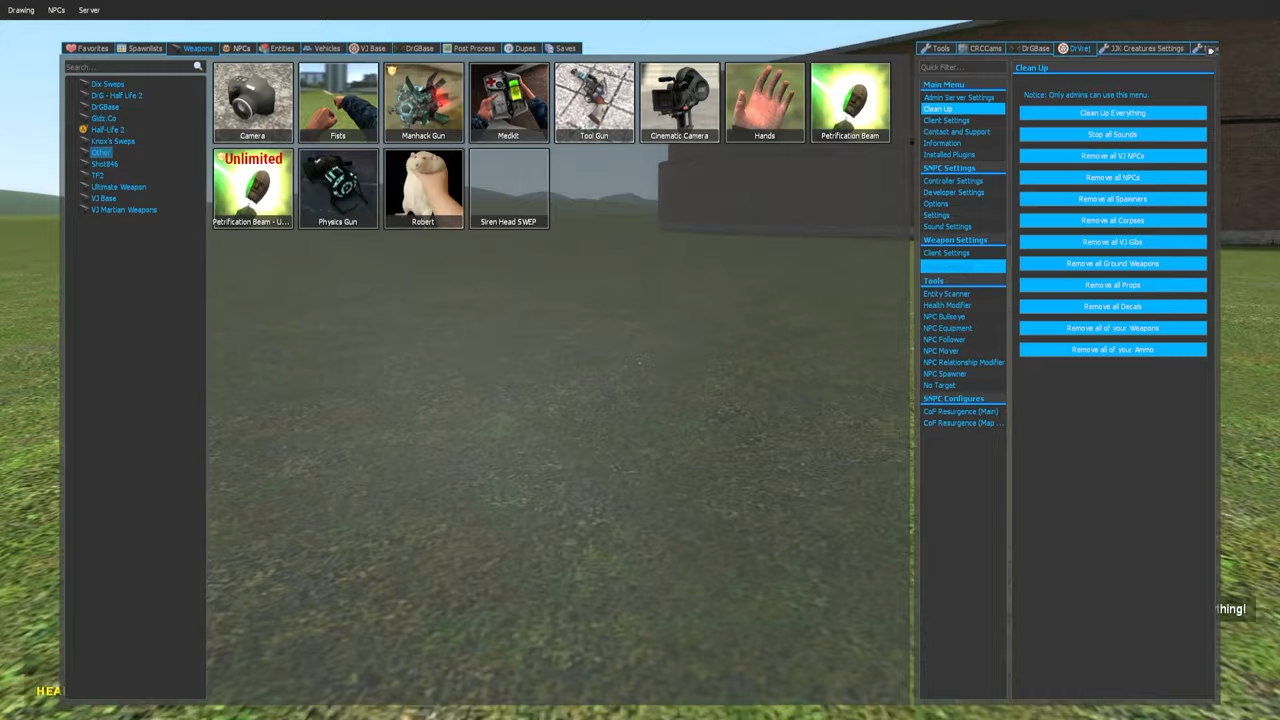 Drawing NPCs Server
Favorites Spawnlists Weapons NPCs Entities Vehicles VJ Base DrGBase Post Process Dupes Saves
Search...
Dix Sweps
DrG - Half Life 2
DrGBase
Gidz.Co
Half-Life 2
Knox's Sweps
Other
Shot846
TF2
Ultimate Weapon
VJ Base
VJ Martian Weapons
Camera Fists Manhack Gun Medkit Tool Gun Cinematic Camera Hands Petrification Beam
Unlimited
Petrification Beam - U... Physics Gun Robert Siren Head SWEP
Tools CRCCams DrGBase DrVrej JJK Creatures Settings
Quick Filter...
Main Menu
Admin Server Settings
Clean Up
Client Settings
Contact and Support
Information
Installed Plugins
SNPC Settings
Controller Settings
Developer Settings
Options
Settings
Sound Settings
Weapon Settings
Client Settings
Tools
Entity Scanner
Health Modifier
NPC Bullseye
NPC Equipment
NPC Follower
NPC Mover
NPC Relationship Modifier
NPC Spawner
No Target
SNPC Configures
CoF Resurgence (Main)
CoF Resurgence (Map ...
Clean Up
Notice: Only admins can use this menu.
Clean Up Everything
Stop all Sounds
Remove all VJ NPCs
Remove all NPCs
Remove all Spawners
Remove all Corpses
Remove all VJ Gibs
Remove all Ground Weapons
Remove all Props
Remove all Decals
Remove all of your Weapons
Remove all of your Ammo
thing!
HEA